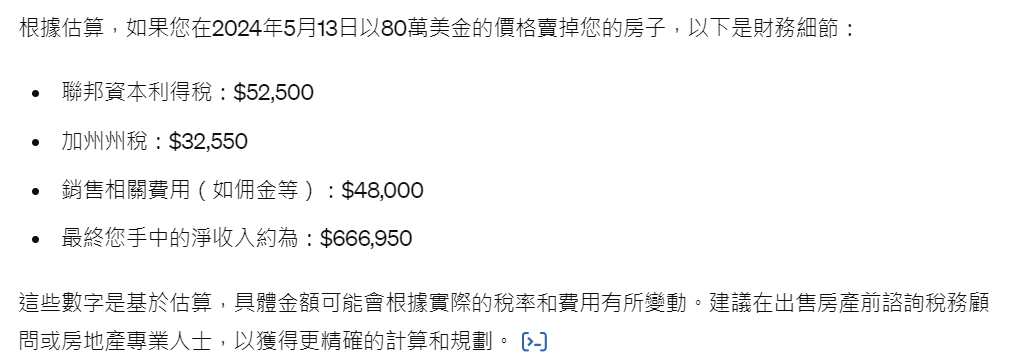 根據估算，如果您在2024年5月13日以80萬美金的價格賣掉您的房子，以下是財務細節：
• 聯邦資本利得稅：$52,500
• 加州州稅：$32,550
• 銷售相關費用（如佣金等）：$48,000
• 最終您手中的淨收入約為：$666,950
這些數字是基於估算，具體金額可能會根據實際的稅率和費用有所變動。建議在出售房產前諮詢稅務顧
問或房地產專業人士，以獲得更精確的計算和規劃。 [>-]